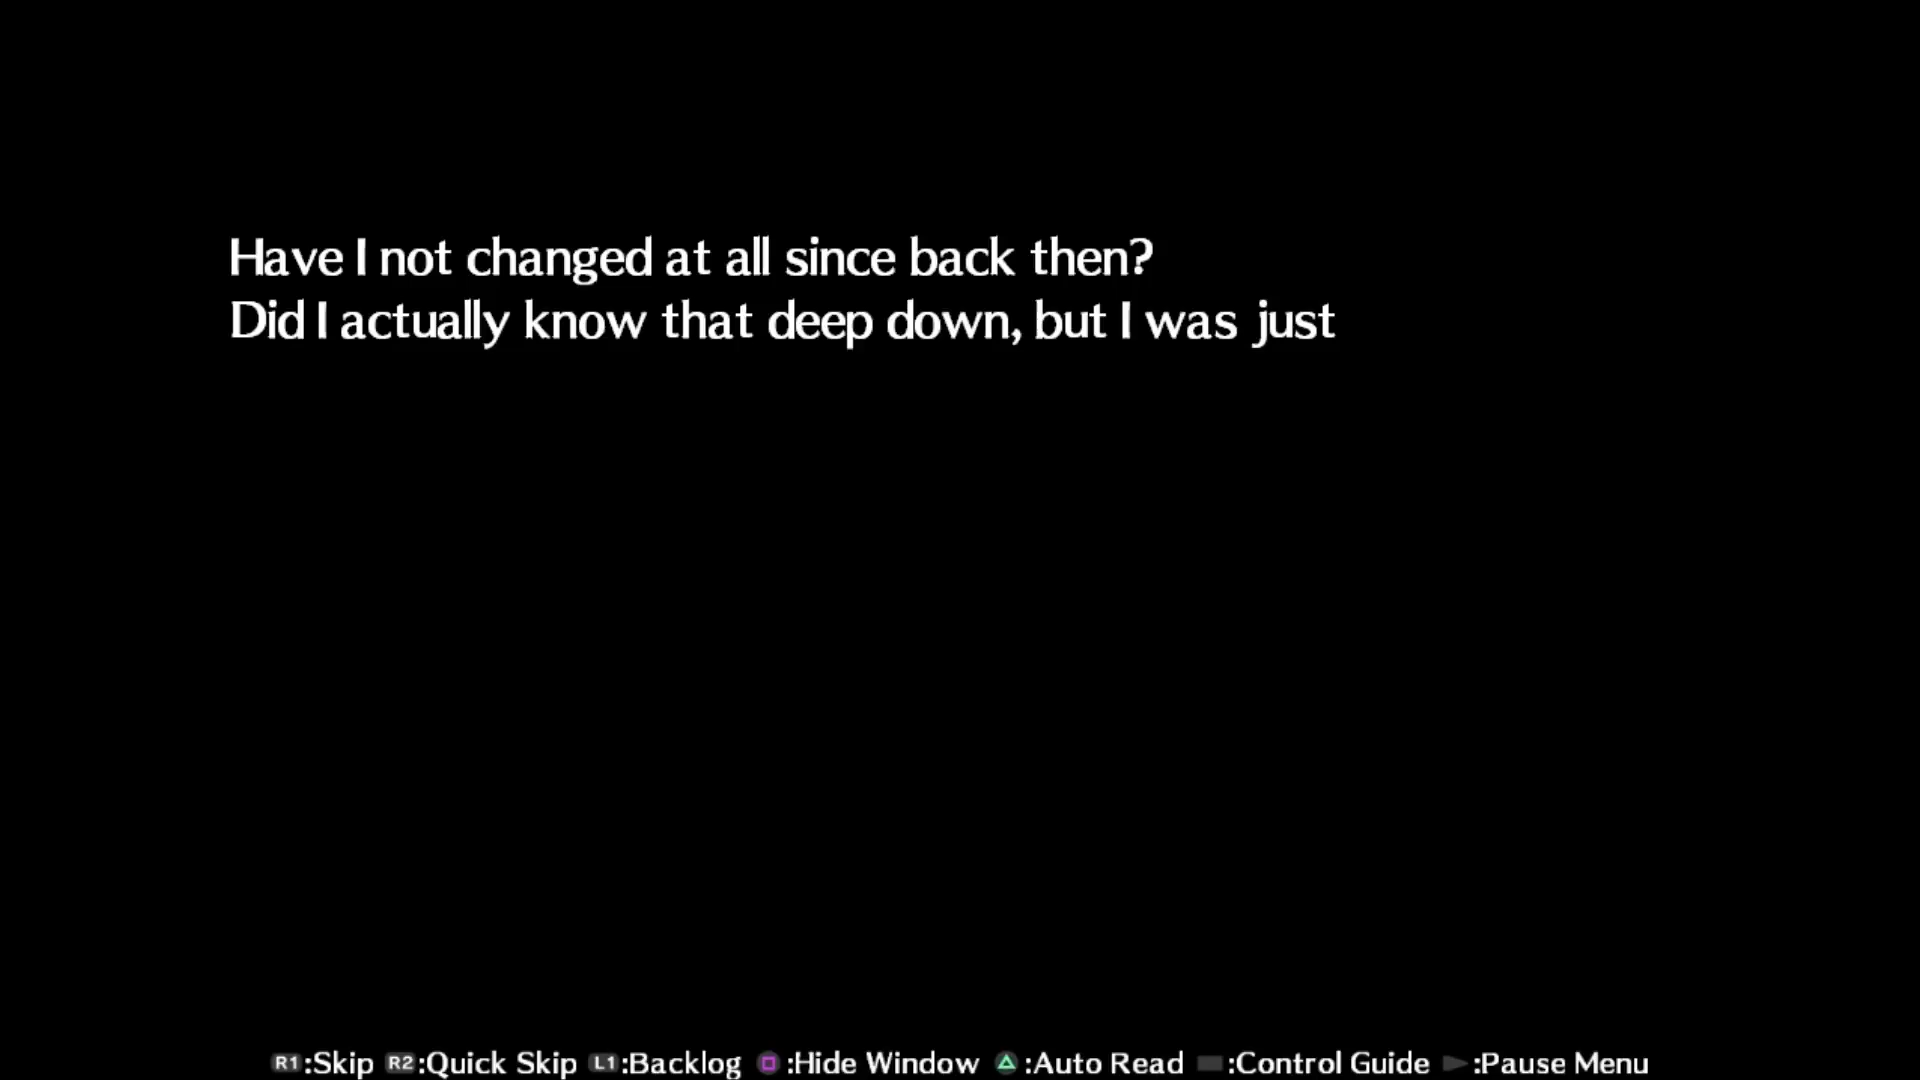 Have I not changed at all since back then?
Did I actually know that deep down, but I was just
R1:Skip R2:Quick Skip L1:Backlog :Hide Window :Auto Read :Control Guide :Pause Menu